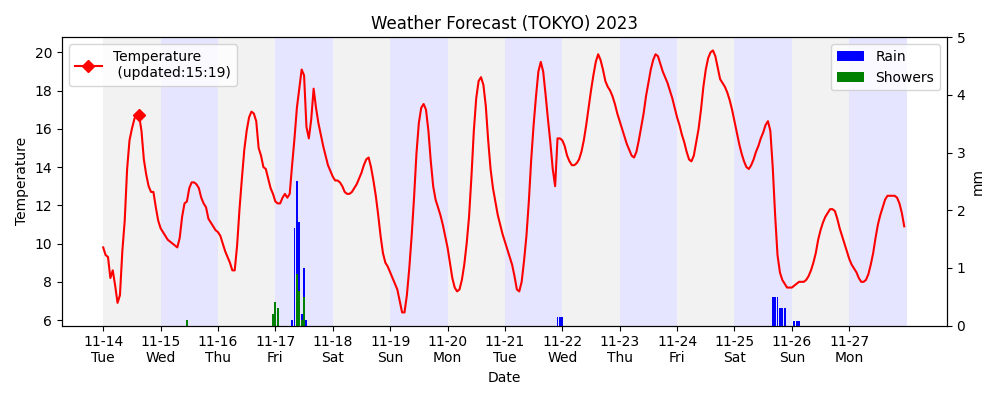 Weather Forecast (TOKYO) 2023
Temperature
(updated:15:19)
Rain
Showers
Temperature
20
18
16
14
12
10
8
6
5
4
3
2
1
0
mm
11-14 11-15 11-16 11-17 11-18 11-19 11-20 11-21 11-22 11-23 11-24 11-25 11-26 11-27
Tue Wed Thu Fri Sat Sun Mon Tue Wed Thu Fri Sat Sun Mon
Date